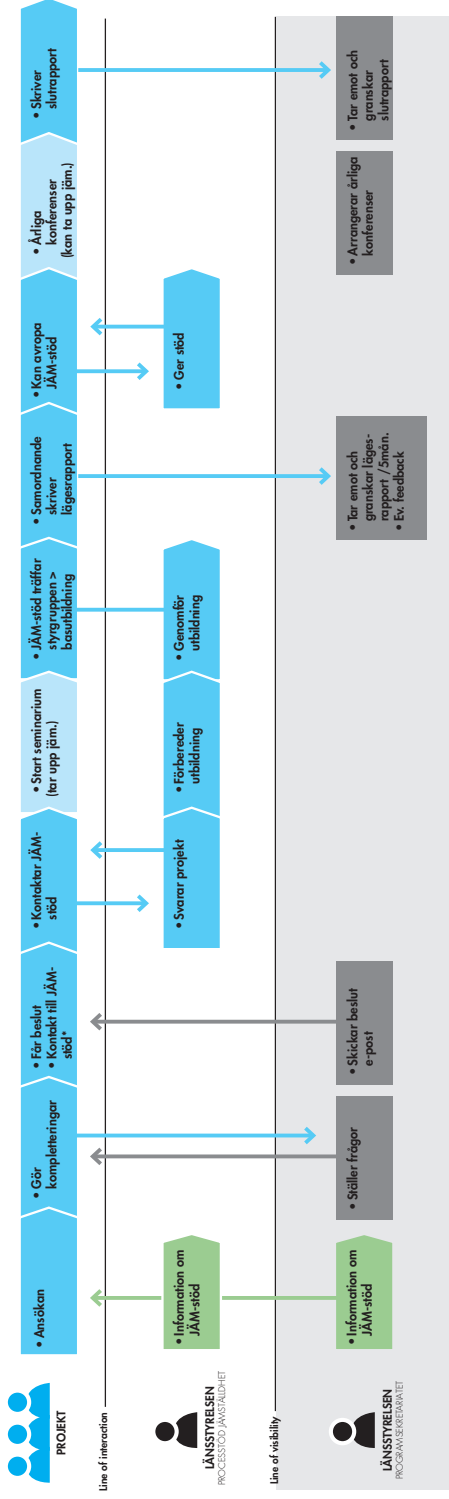 PROJEKT
• Ansökan
• Gör
kompletteringar
• Får beslut
• Kontakt till JÄM-
stöd*
• Kontaktar JÄM-
stöd
• Start seminarium
(tar upp jäm.)
• JÄM-stöd träffar
styrgruppen >
basutbildning
• Samordnande
skriver
lägesrapport
• Kan avropa
JÄM-stöd
• Årliga
konferenser
(kan ta upp jäm.)
• Skriver
slutrapport
Line of interaction
LÄNSSTYRELSEN
PROCESSTÖD JÄMSTÄLLDHET
• Information om
JÄM-stöd
• Svarar projekt
• Förbereder
utbildning
• Genomför
utbildning
• Ger stöd
Line of visibility
LÄNSSTYRELSEN
PROGRAMSEKRETARIATET
• Information om
JÄM-stöd
• Ställer frågor
• Skickar beslut
e-post
• Tar emot och
granskar läges-
rapport /5mån.
• Ev. feedback
• Arrangerar årliga
konferenser
• Tar emot och
granskar
slutrapport